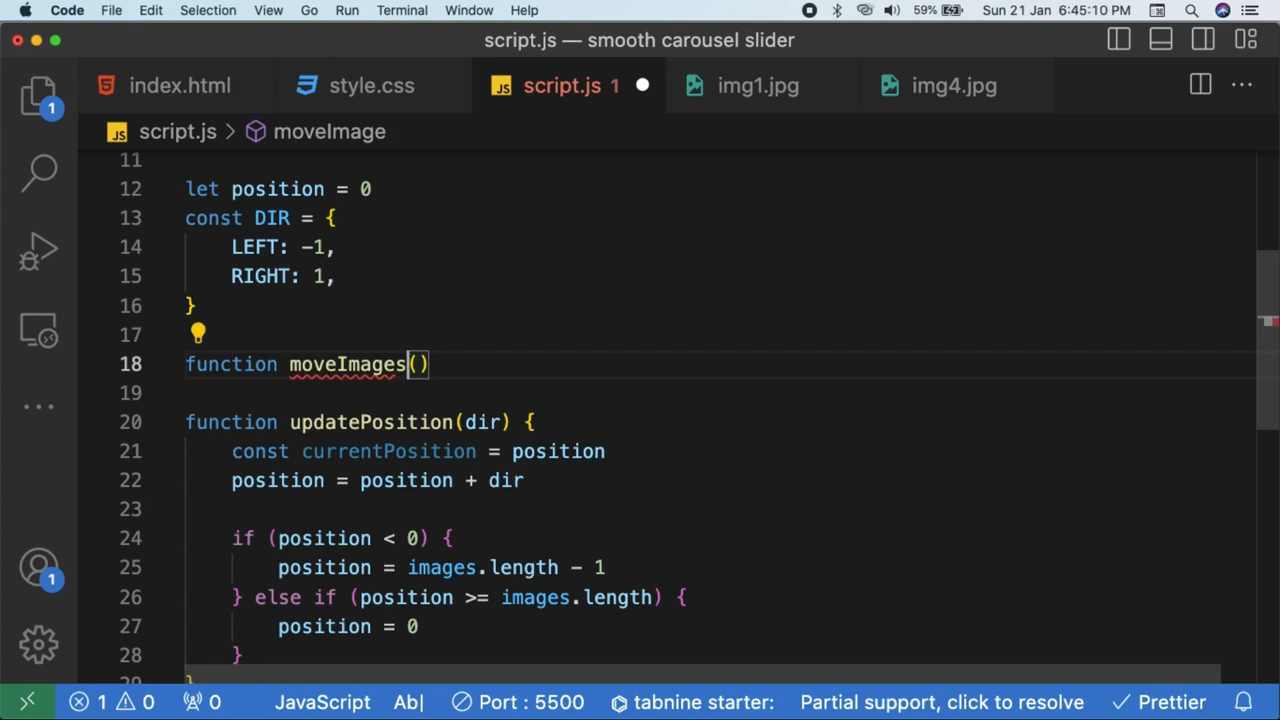 Code File Edit Selection View Go Run Terminal Window Help 59% Sun 21 Jan 6:45:10 PM
script.js — smooth carousel slider
index.html style.css JS script.js 1 img1.jpg img4.jpg
JS script.js > moveImage
11
12 let position = 0
13 const DIR = {
14 LEFT: -1,
15 RIGHT: 1,
16 }
17
18 function moveImages()
19
20 function updatePosition(dir) {
21 const currentPosition = position
22 position = position + dir
23
24 if (position < 0) {
25 position = images.length - 1
26 } else if (position >= images.length) {
27 position = 0
28 }
29 }
1
1
1 0 0 JavaScript Ab| Port : 5500 tabnine starter: Partial support, click to resolve Prettier